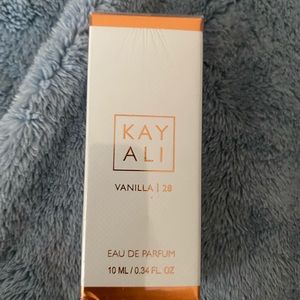 KAY
ALI
VANILLA | 28
EAU DE PARFUM
10 ML / 0.34 FL. OZ